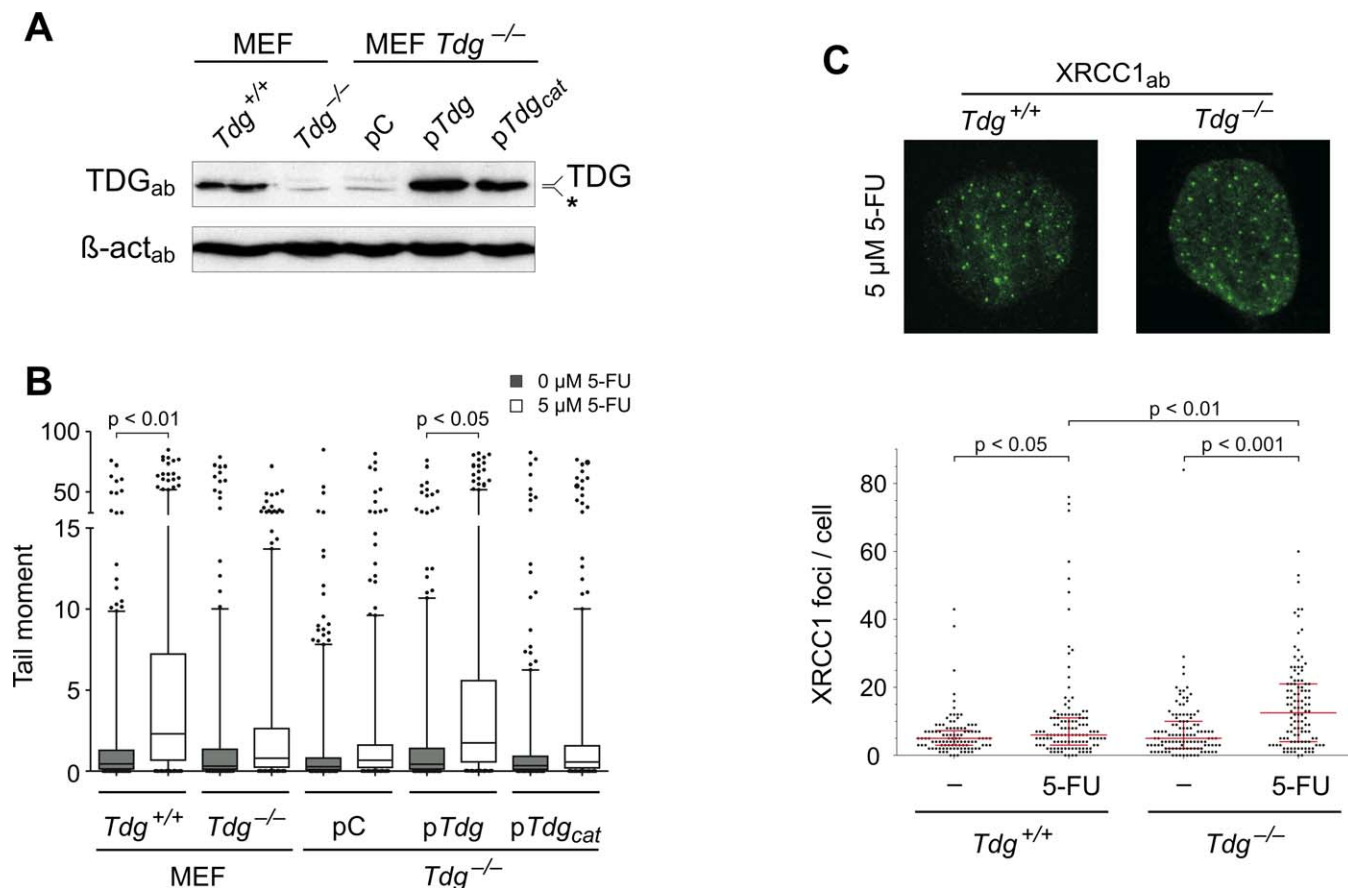 A
MEF
MEF Tdg −/−
Tdg +/+
Tdg −/−
pC
pTdg
pTdgcat
TDGab
TDG
*
ß-actab
B
0 µM 5-FU
5 µM 5-FU
p < 0.01
p < 0.05
100
50
15
10
5
0
Tail moment
Tdg +/+
Tdg −/−
pC
pTdg
pTdgcat
MEF
Tdg −/−
C
XRCC1ab
Tdg +/+
Tdg −/−
5 µM 5-FU
p < 0.01
p < 0.05
p < 0.001
80
60
40
20
0
XRCC1 foci / cell
–
5-FU
–
5-FU
Tdg +/+
Tdg −/−